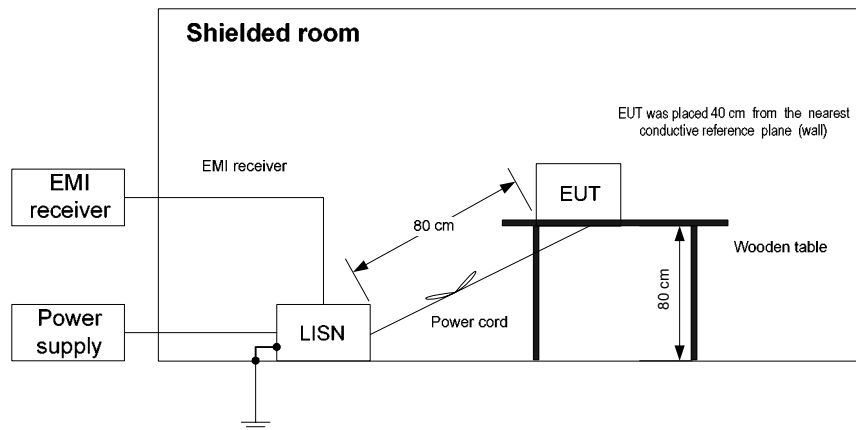 Shielded room
EUT was placed 40 cm from the nearest
conductive reference plane (wall)
EMI receiver
EMI
receiver
EUT
80 cm
Wooden table
80 cm
Power
supply
LISN
Power cord